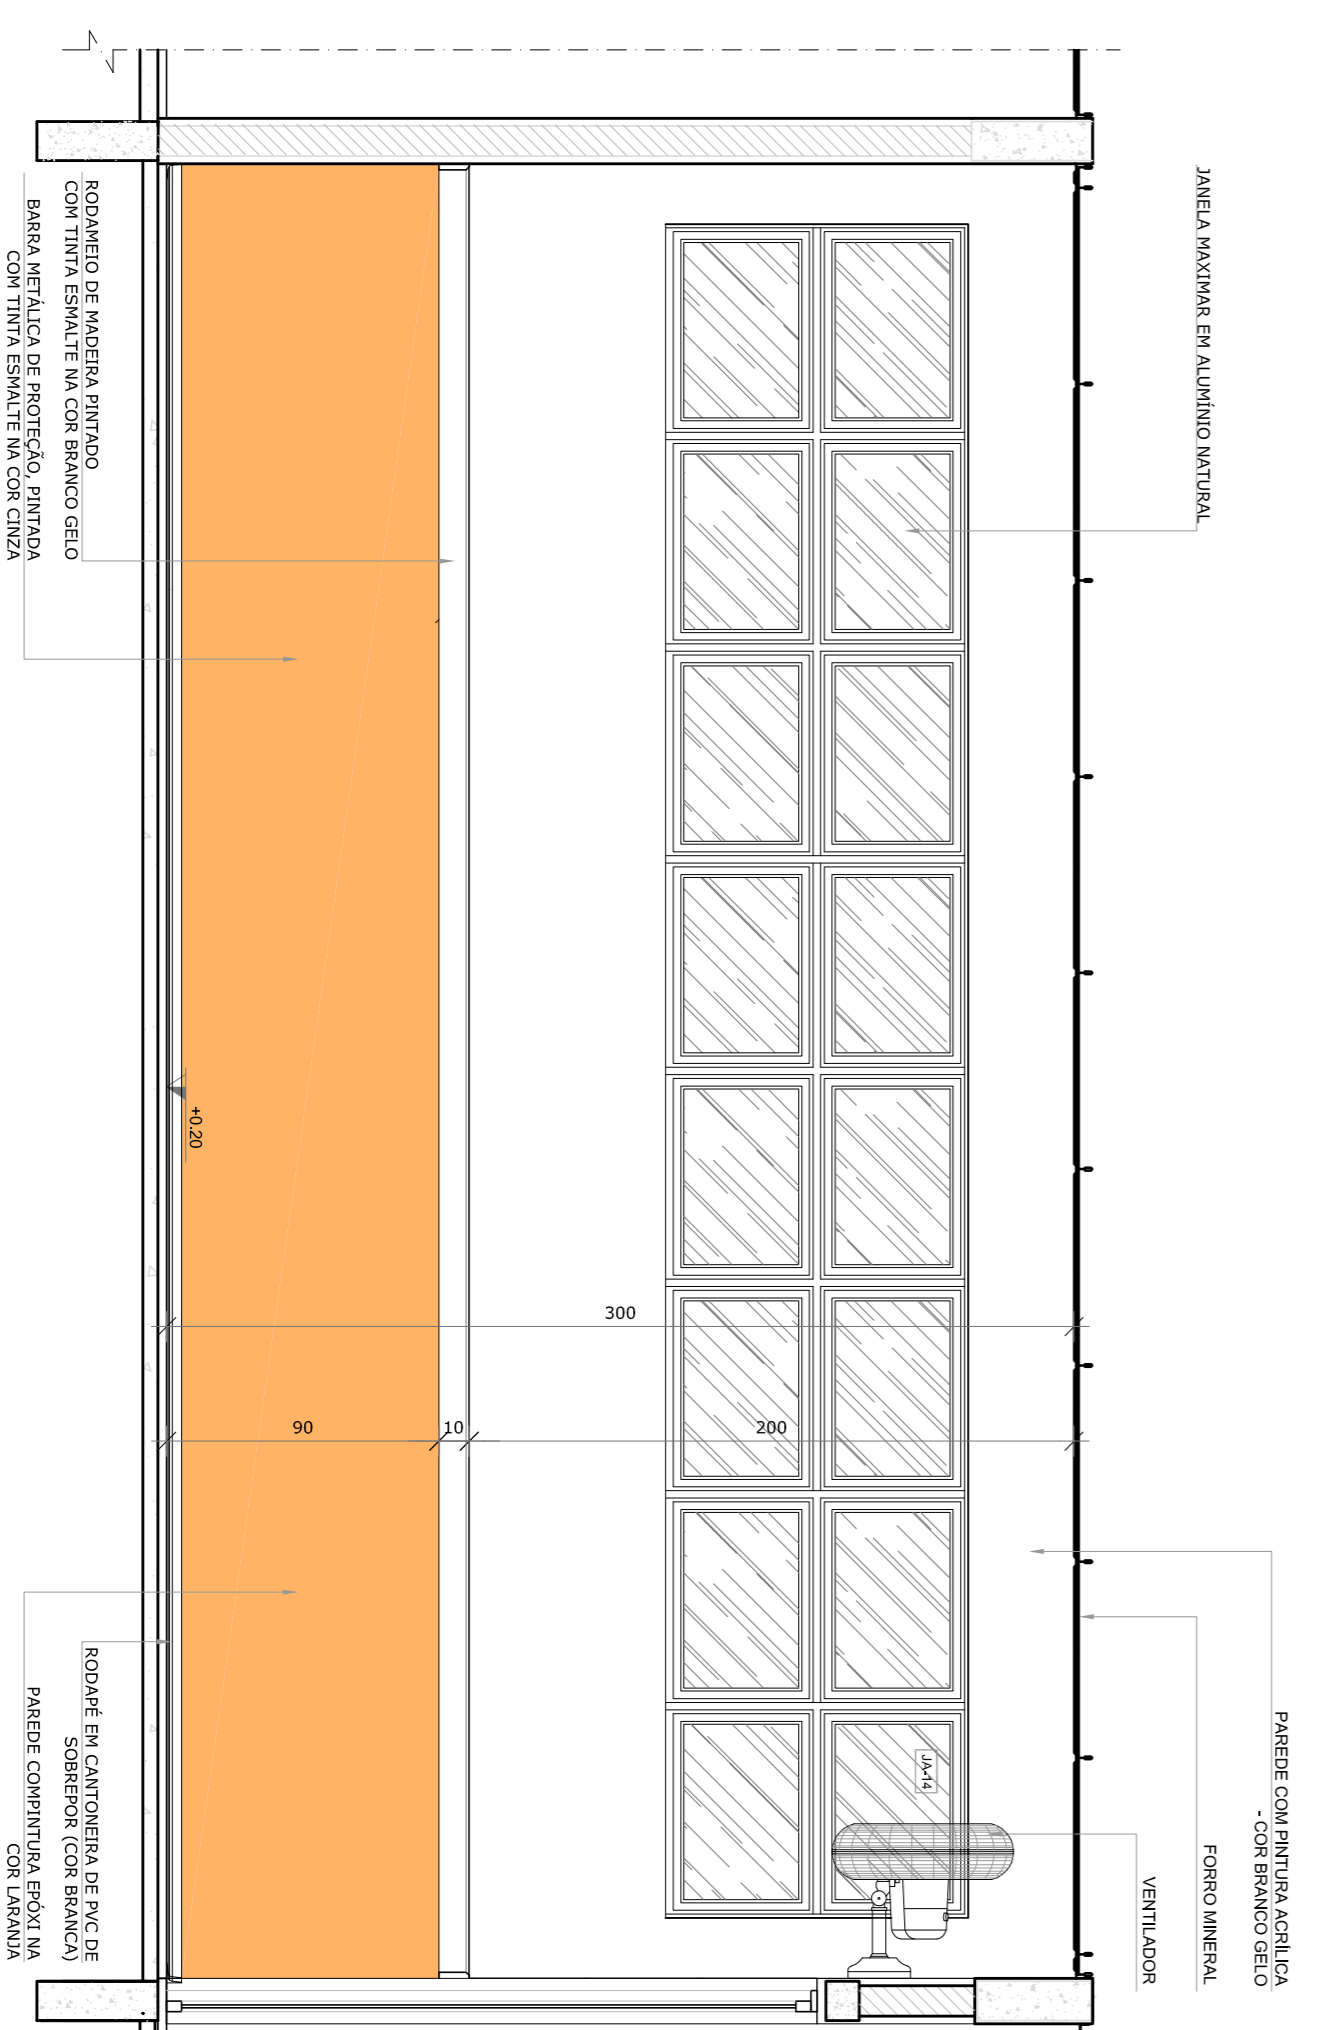 JANELA MAXIMAR EM ALUMÍNIO NATURAL
PAREDE COM PINTURA ACRÍLICA
- COR BRANCO GELO
FORRO MINERAL
VENTILADOR
JA-14
300
200
10
90
+0.20
RODAMEIO DE MADEIRA PINTADO
COM TINTA ESMALTE NA COR BRANCO GELO
BARRA METÁLICA DE PROTEÇÃO, PINTADA
COM TINTA ESMALTE NA COR CINZA
RODAPÉ EM CANTONEIRA DE PVC DE
SOBREPOR (COR BRANCA)
PAREDE COMPINTURA EPÓXI NA
COR LARANJA